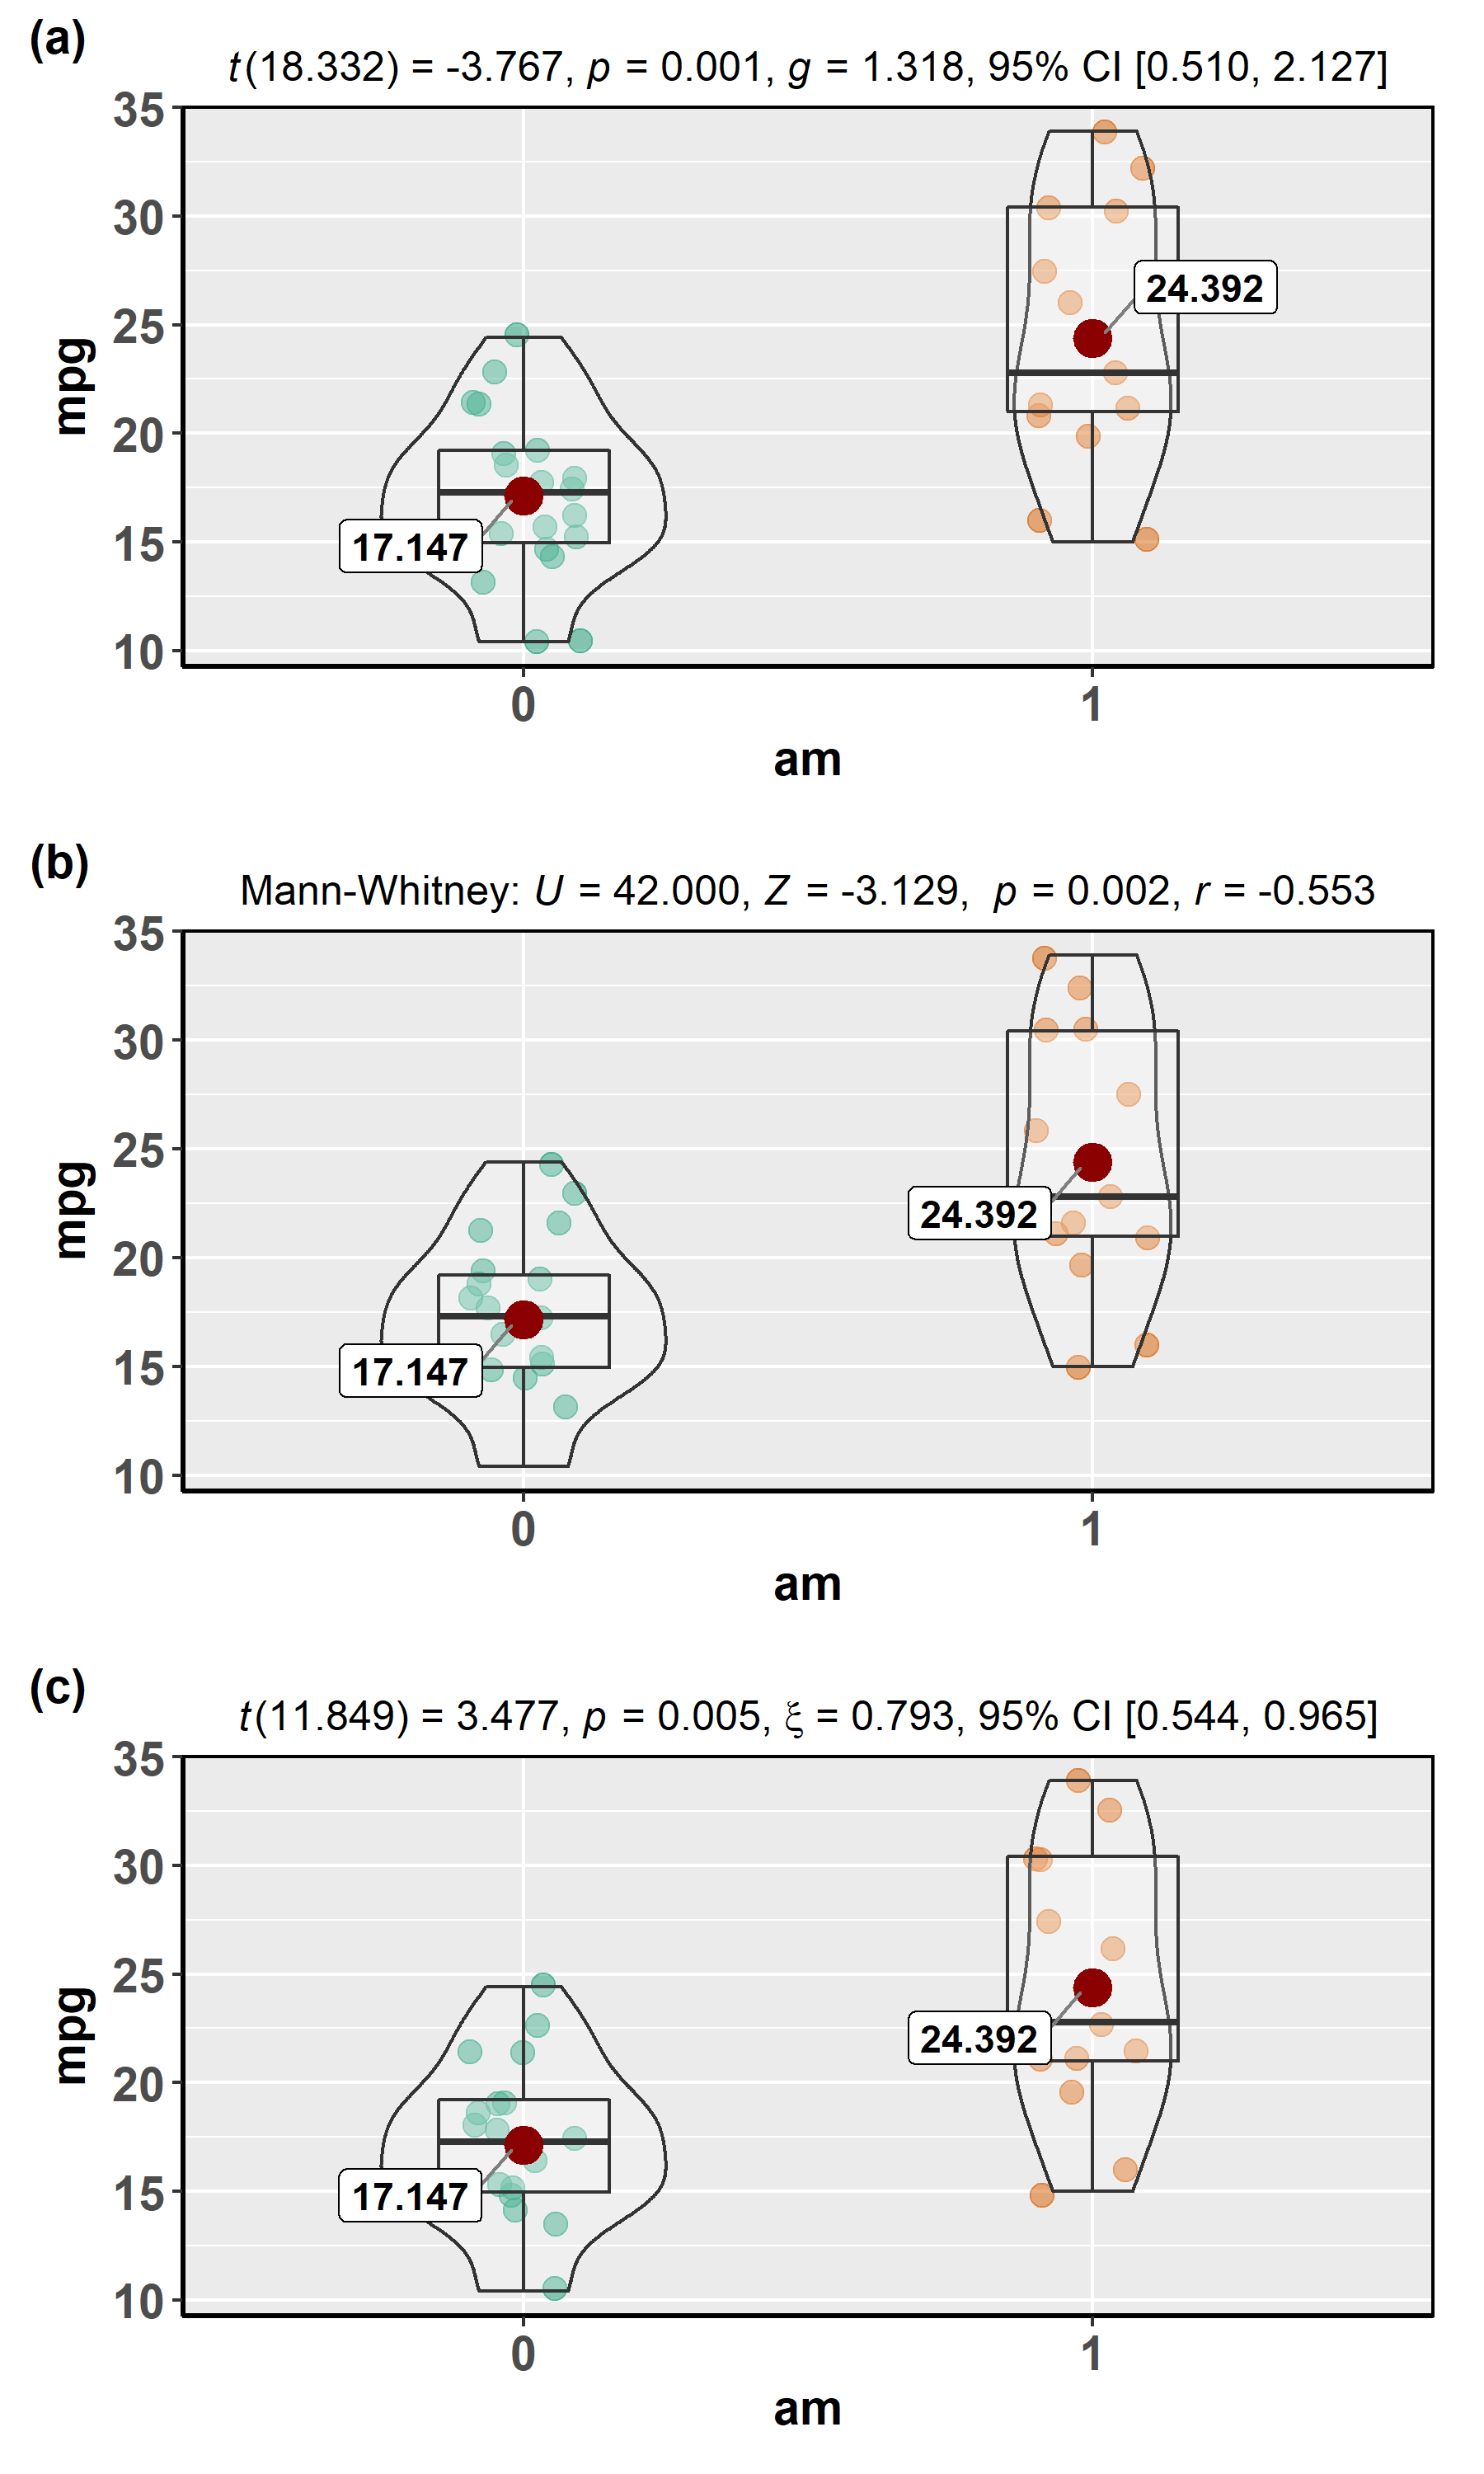 (a)
t(18.332) = -3.767, p = 0.001, g = 1.318, 95% CI [0.510, 2.127]
35
30
25
20
15
10
mpg
24.392
17.147
0
1
am
(b)
Mann-Whitney: U = 42.000, Z = -3.129, p = 0.002, r = -0.553
35
30
25
20
15
10
mpg
24.392
17.147
0
1
am
(c)
t(11.849) = 3.477, p = 0.005, ξ = 0.793, 95% CI [0.544, 0.965]
35
30
25
20
15
10
mpg
24.392
17.147
0
1
am